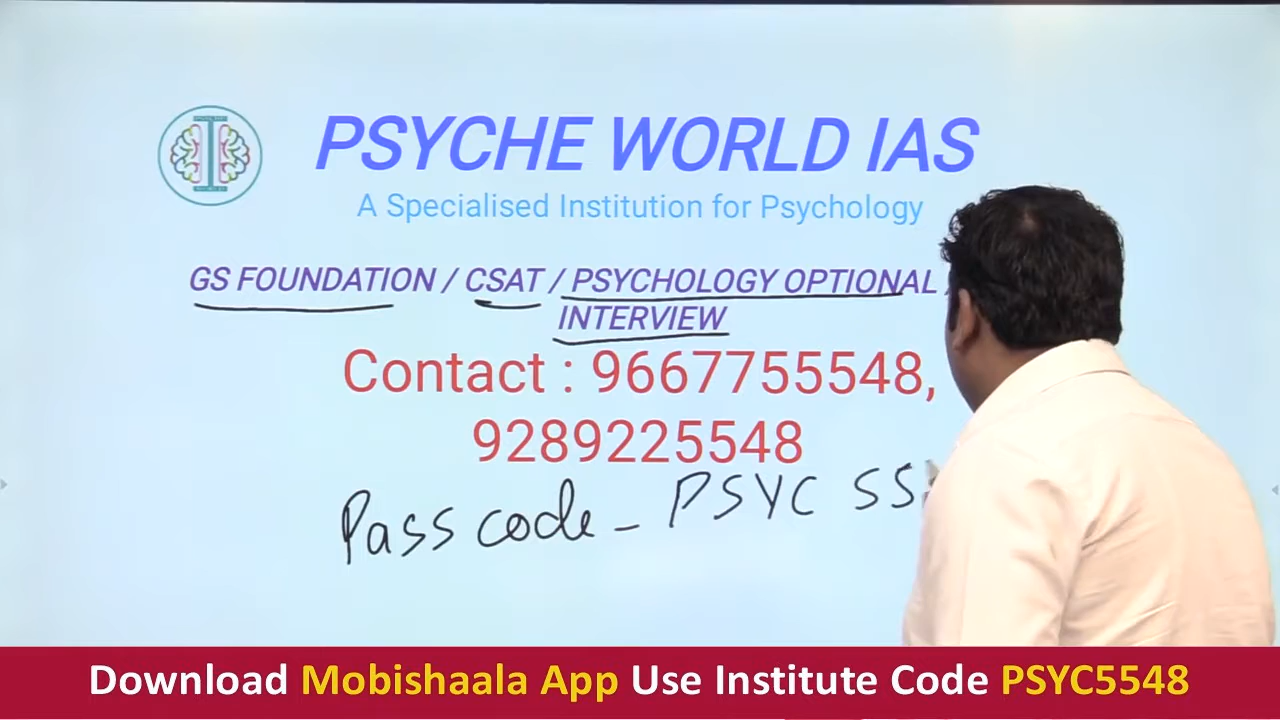 PSYCHE WORLD IAS
A Specialised Institution for Psychology
GS FOUNDATION / CSAT / PSYCHOLOGY OPTIONAL /
INTERVIEW
Contact : 9667755548,
9289225548
Pass code - PSYC 55
Download Mobishaala App Use Institute Code PSYC5548